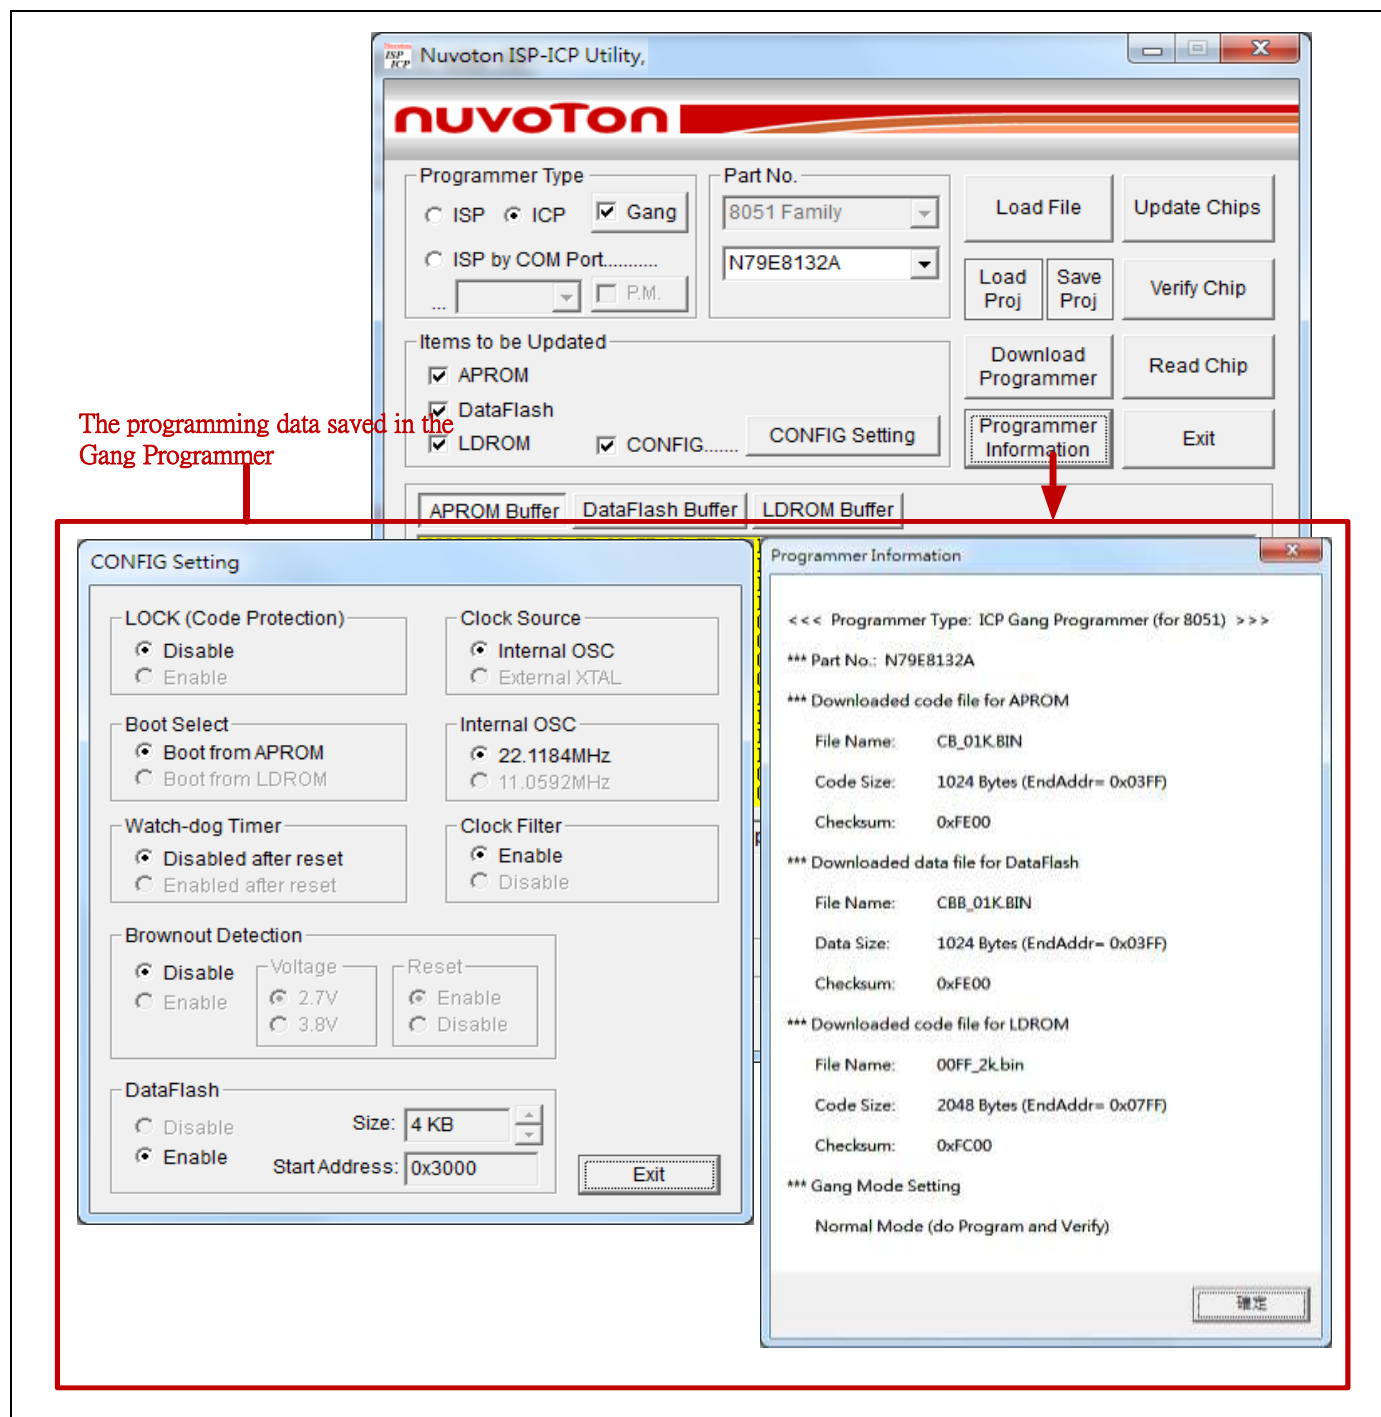 Nuvoton ISP-ICP Utility,
nuvoTon
Programmer Type
ISP ICP Gang
ISP by COM Port...........
... P.M.
Part No.
8051 Family
N79E8132A
Load File
Update Chips
Load Proj
Save Proj
Verify Chip
Items to be Updated
APROM
DataFlash
LDROM CONFIG.......
CONFIG Setting
Download Programmer
Read Chip
Programmer Information
Exit
The programming data saved in the
Gang Programmer
APROM Buffer DataFlash Buffer LDROM Buffer
CONFIG Setting
LOCK (Code Protection)
Disable
Enable
Clock Source
Internal OSC
External XTAL
Boot Select
Boot from APROM
Boot from LDROM
Internal OSC
22.1184MHz
11.0592MHz
Watch-dog Timer
Disabled after reset
Enabled after reset
Clock Filter
Enable
Disable
Brownout Detection
Disable
Enable
Voltage
2.7V
3.8V
Reset
Enable
Disable
DataFlash
Disable
Enable
Size: 4 KB
Start Address: 0x3000
Exit
Programmer Information
<<< Programmer Type: ICP Gang Programmer (for 8051) >>>
*** Part No.: N79E8132A
*** Downloaded code file for APROM
File Name: CB_01K.BIN
Code Size: 1024 Bytes (EndAddr= 0x03FF)
Checksum: 0xFE00
*** Downloaded data file for DataFlash
File Name: CBB_01K.BIN
Data Size: 1024 Bytes (EndAddr= 0x03FF)
Checksum: 0xFE00
*** Downloaded code file for LDROM
File Name: 00FF_2k.bin
Code Size: 2048 Bytes (EndAddr= 0x07FF)
Checksum: 0xFC00
*** Gang Mode Setting
Normal Mode (do Program and Verify)
確定